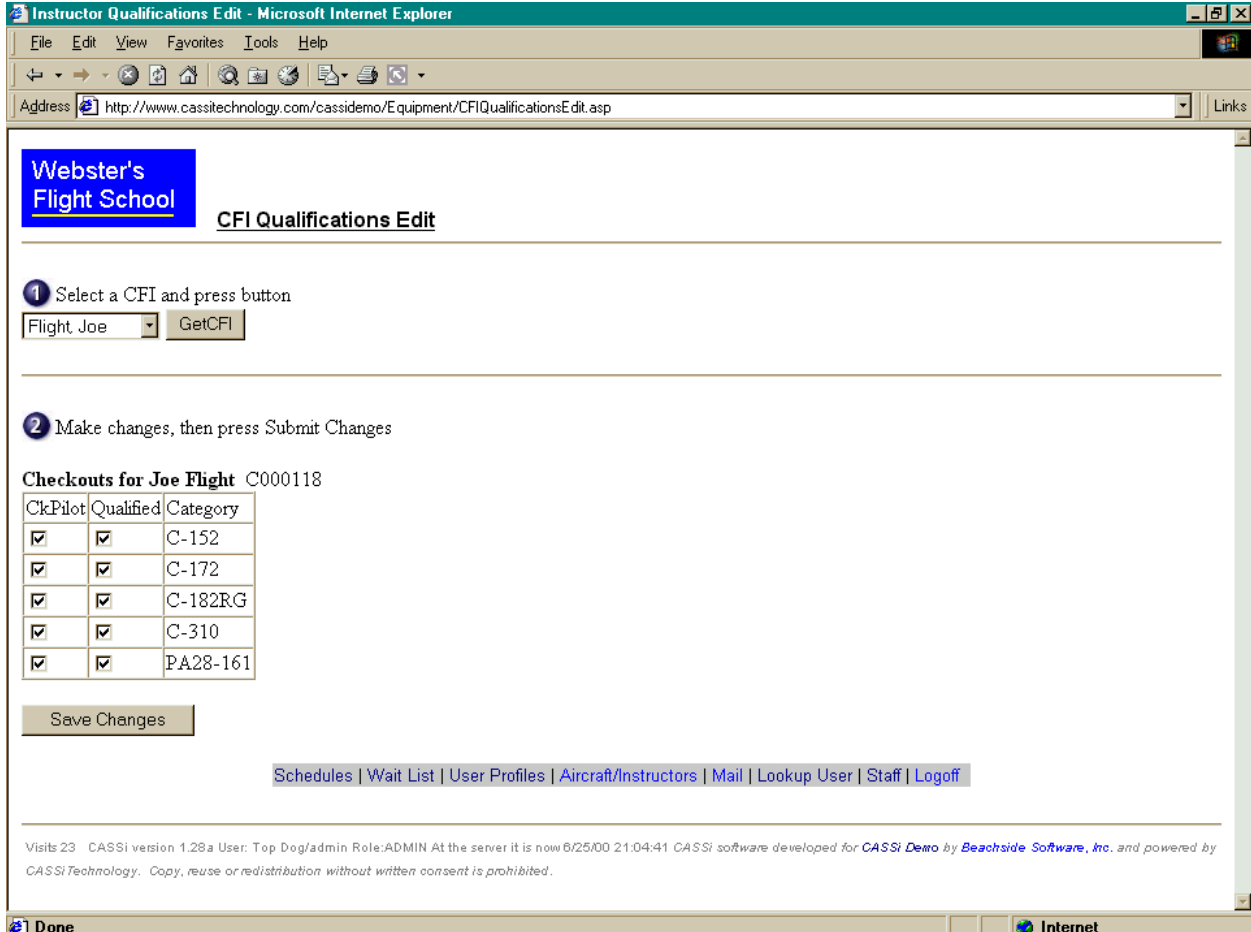 Instructor Qualifications Edit - Microsoft Internet Explorer
File Edit View Favorites Tools Help
Address http://www.cassitechnology.com/cassidemo/Equipment/CFIQualificationsEdit.asp Links
Webster's
Flight School
CFI Qualifications Edit
1 Select a CFI and press button
Flight, Joe GetCFI
2 Make changes, then press Submit Changes
Checkouts for Joe Flight C000118
CkPilot Qualified Category
C-152
C-172
C-182RG
C-310
PA28-161
Save Changes
Schedules | Wait List | User Profiles | Aircraft/Instructors | Mail | Lookup User | Staff | Logoff
Visits 23 CASSi version 1.28a User: Top Dog/admin Role:ADMIN At the server it is now 6/25/00 21:04:41 CASSi software developed for CASSi Demo by Beachside Software, Inc. and powered by
CASSiTechnology. Copy, reuse or redistribution without written consent is prohibited.
Done Internet